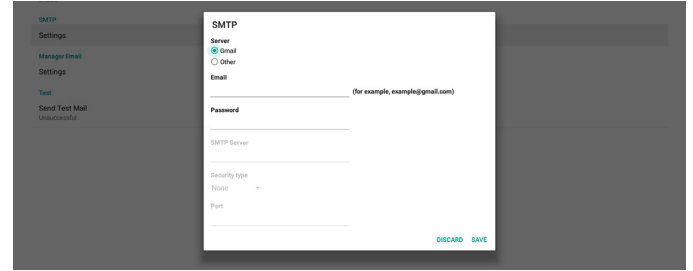 SMTP
Settings
Manager Email
Settings
Test
Send Test Mail
Unsuccessful
SMTP
Server
Gmail
Other
Email
(for example, example@gmail.com)
Password
SMTP Server
Security type
None
Port
DISCARD SAVE